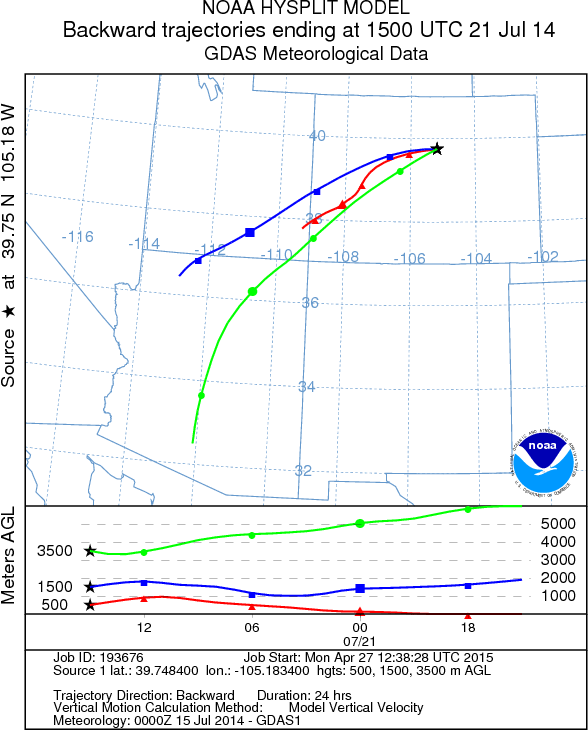 NOAA HYSPLIT MODEL
Backward trajectories ending at 1500 UTC 21 Jul 14
GDAS Meteorological Data
Source ★ at 39.75 N 105.18 W
40
38
-116
-114
-112
-110
-108
-106
-104
-102
36
34
32
noaa
Meters AGL
3500
1500
500
5000
4000
3000
2000
1000
12
06
00
18
07/21
Job ID: 193676 Job Start: Mon Apr 27 12:38:28 UTC 2015
Source 1 lat.: 39.748400 lon.: -105.183400 hgts: 500, 1500, 3500 m AGL
Trajectory Direction: Backward Duration: 24 hrs
Vertical Motion Calculation Method: Model Vertical Velocity
Meteorology: 0000Z 15 Jul 2014 - GDAS1